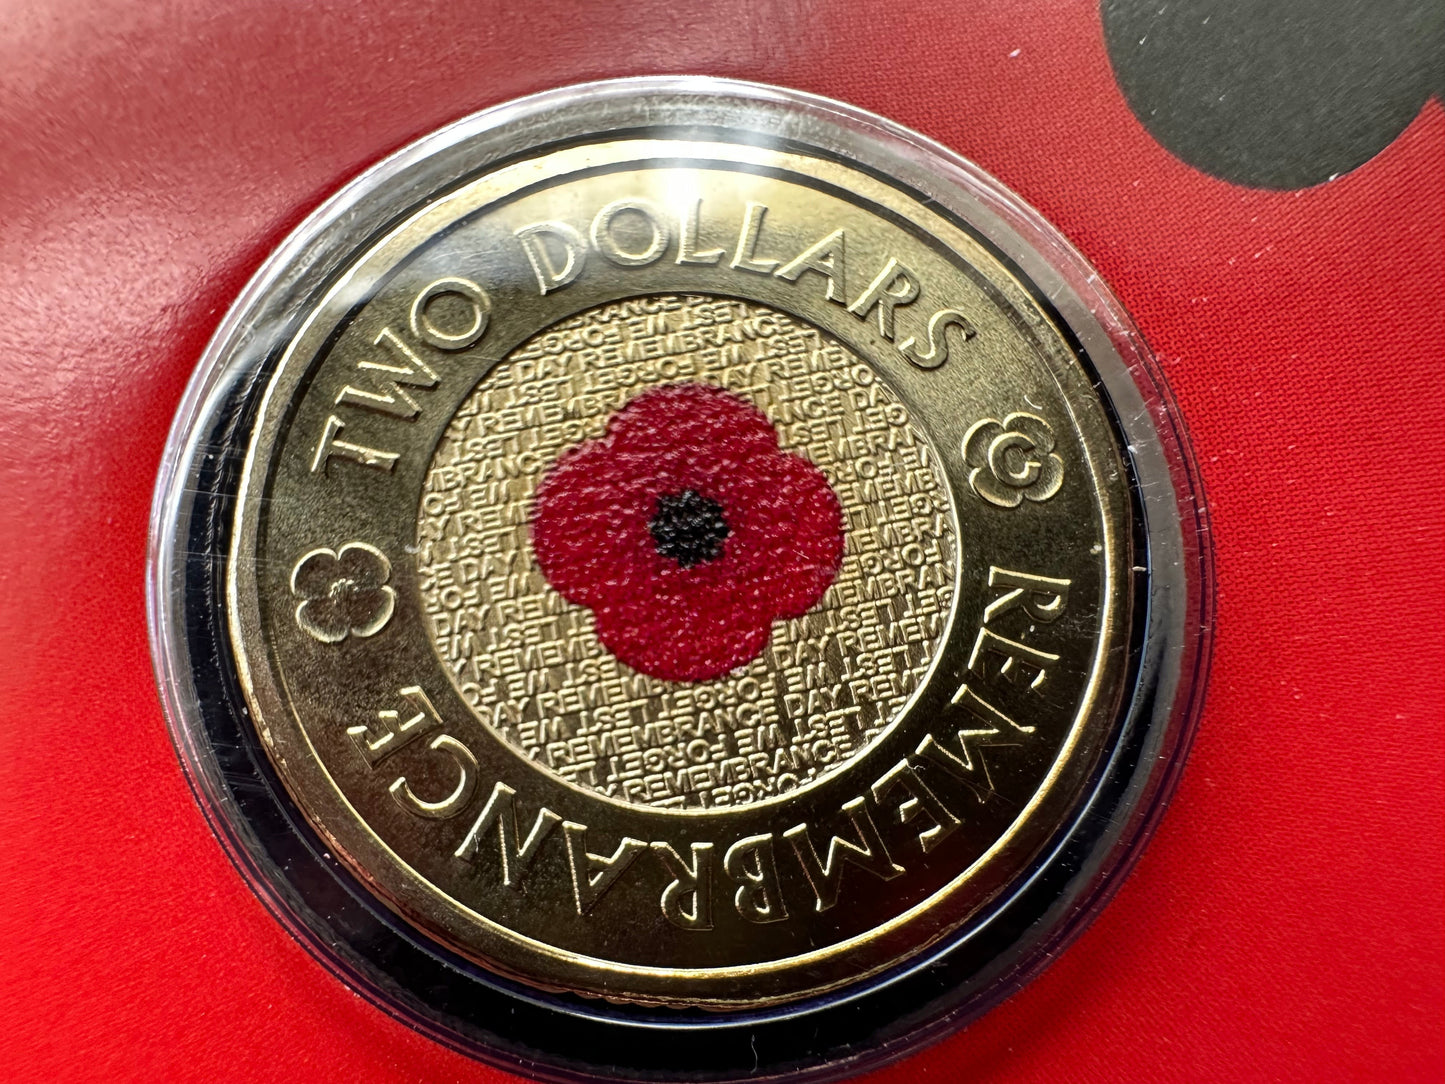 TWO DOLLARS
C
REMEMBRANCE
REMEMBRANCE DAY
LEST WE FORGET